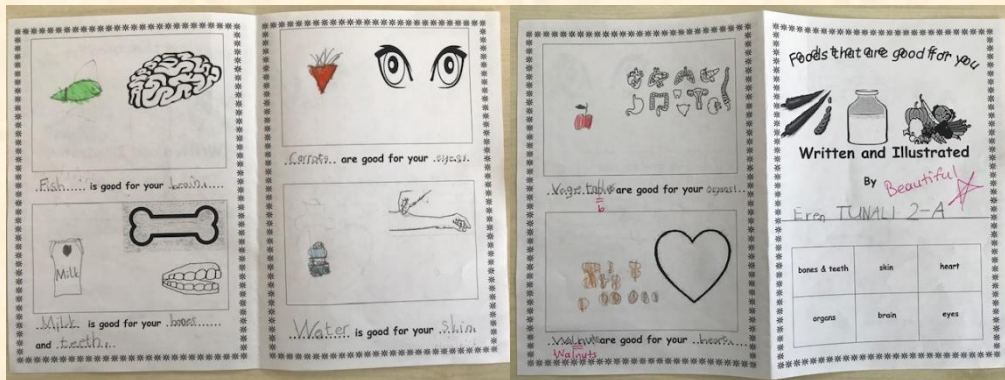 Fish is good for your brain.
Milk
Milk is good for your bones
and teeth.
Carrots are good for your eyes.
Water is good for your skin.
are good for your
b
are good for your heart.
Walnuts
Foods that are good for you
Written and Illustrated
By Beautiful
Eren TUNALI 2-A
bones & teeth skin heart
organs brain eyes